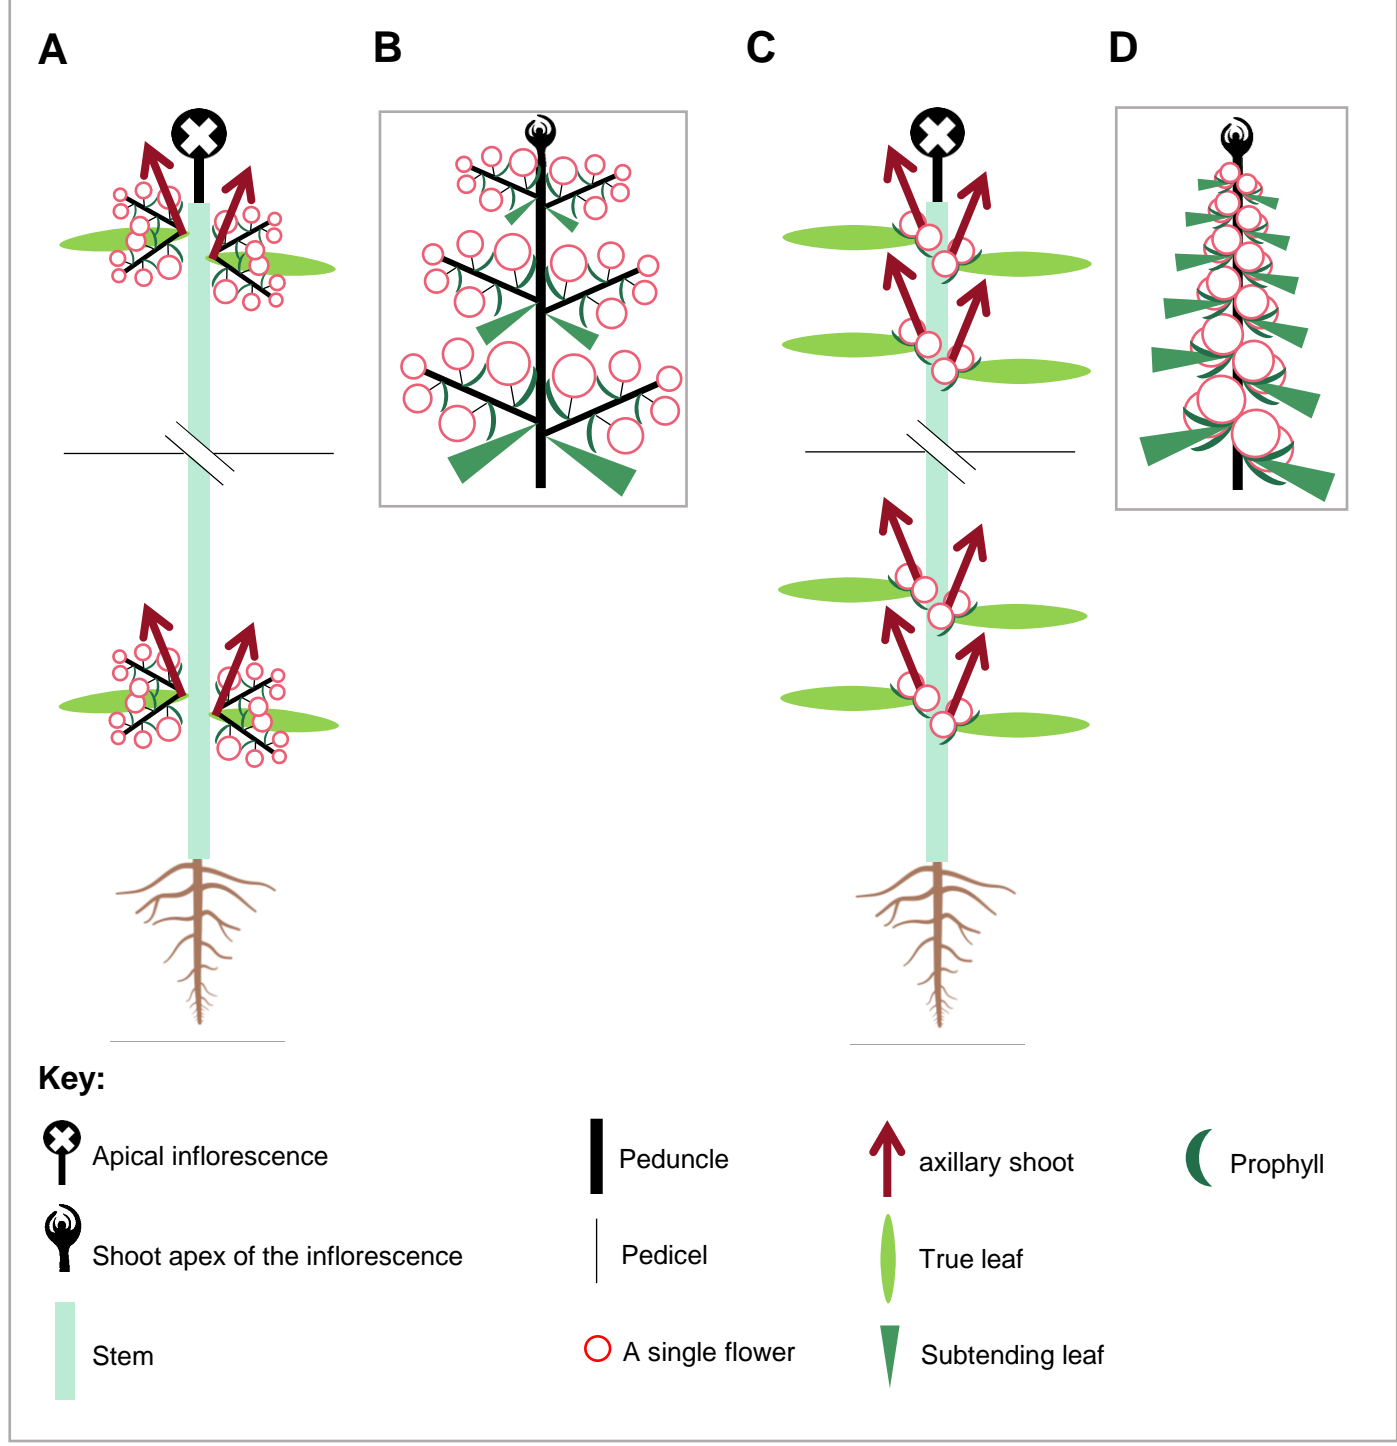 A
B
C
D
Key:
Apical inflorescence
Peduncle
axillary shoot
Prophyll
Shoot apex of the inflorescence
Pedicel
True leaf
Stem
A single flower
Subtending leaf